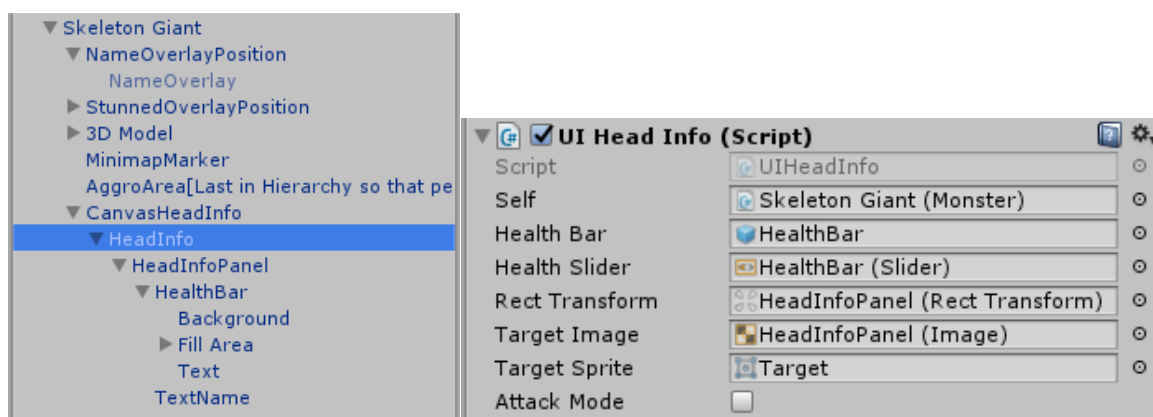 Skeleton Giant
NameOverlayPosition
NameOverlay
StunnedOverlayPosition
3D Model
MinimapMarker
AggroArea[Last in Hierarchy so that pe
CanvasHeadInfo
HeadInfo
HeadInfoPanel
HealthBar
Background
Fill Area
Text
TextName
C# UI Head Info (Script)
Script UIHeadInfo
Self Skeleton Giant (Monster)
Health Bar HealthBar
Health Slider HealthBar (Slider)
Rect Transform HeadInfoPanel (Rect Transform)
Target Image HeadInfoPanel (Image)
Target Sprite Target
Attack Mode